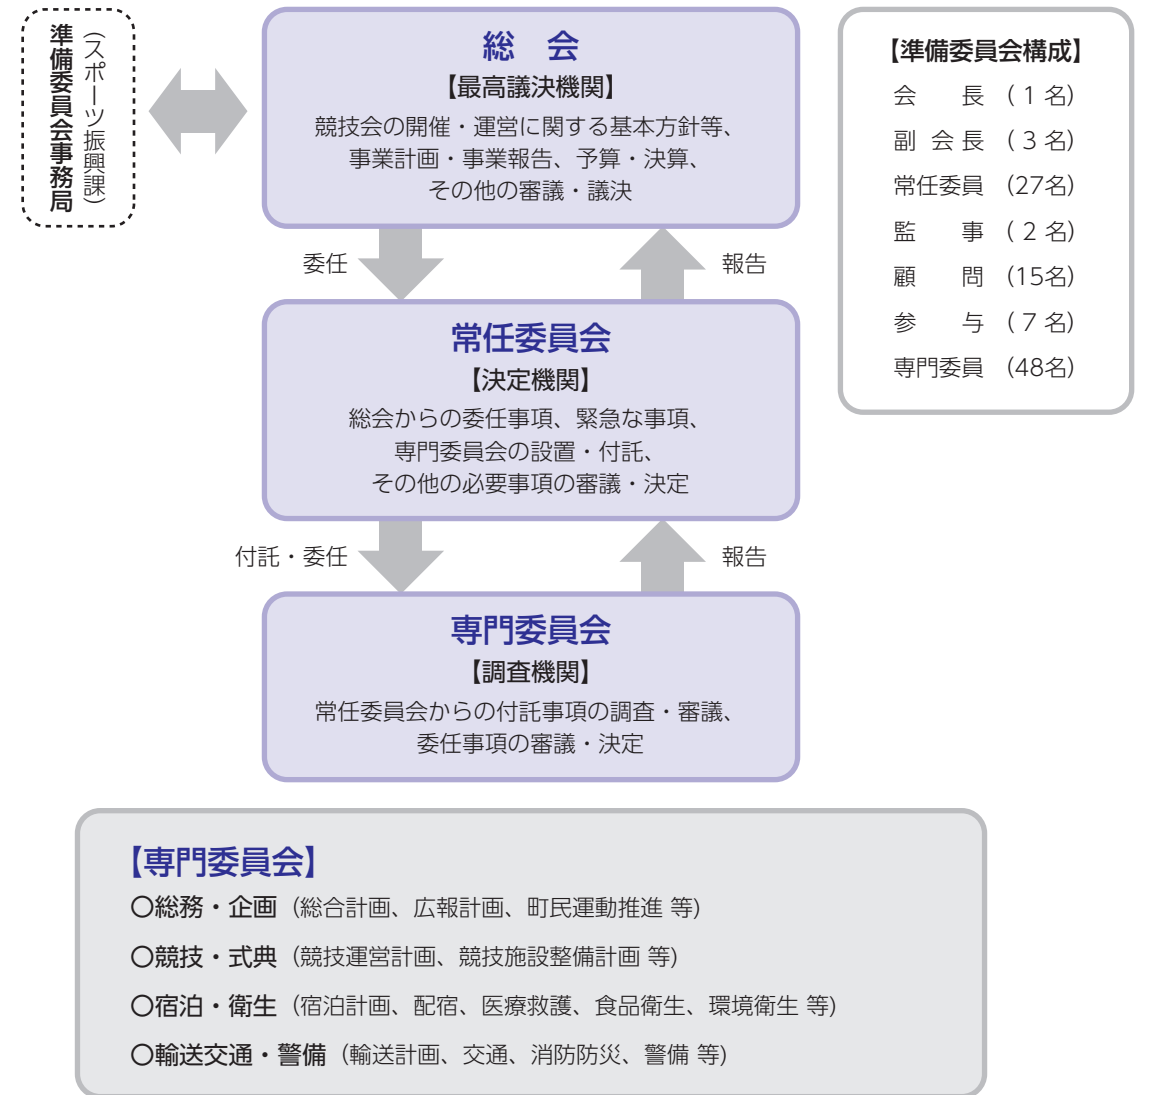 準備委員会事務局
（スポーツ振興課）
総　会
【最高議決機関】
競技会の開催・運営に関する基本方針等、
事業計画・事業報告、予算・決算、
その他の審議・議決
委任
報告
常任委員会
【決定機関】
総会からの委任事項、緊急な事項、
専門委員会の設置・付託、
その他の必要事項の審議・決定
付託・委任
報告
専門委員会
【調査機関】
常任委員会からの付託事項の調査・審議、
委任事項の審議・決定
【準備委員会構成】
会　　長 （ 1 名）
副 会 長 （ 3 名）
常任委員 （27名）
監　　事 （ 2 名）
顧　　問 （15名）
参　　与 （ 7 名）
専門委員 （48名）
【専門委員会】
〇総務・企画（総合計画、広報計画、町民運動推進 等）
〇競技・式典（競技運営計画、競技施設整備計画 等）
〇宿泊・衛生（宿泊計画、配宿、医療救護、食品衛生、環境衛生 等）
〇輸送交通・警備（輸送計画、交通、消防防災、警備 等）